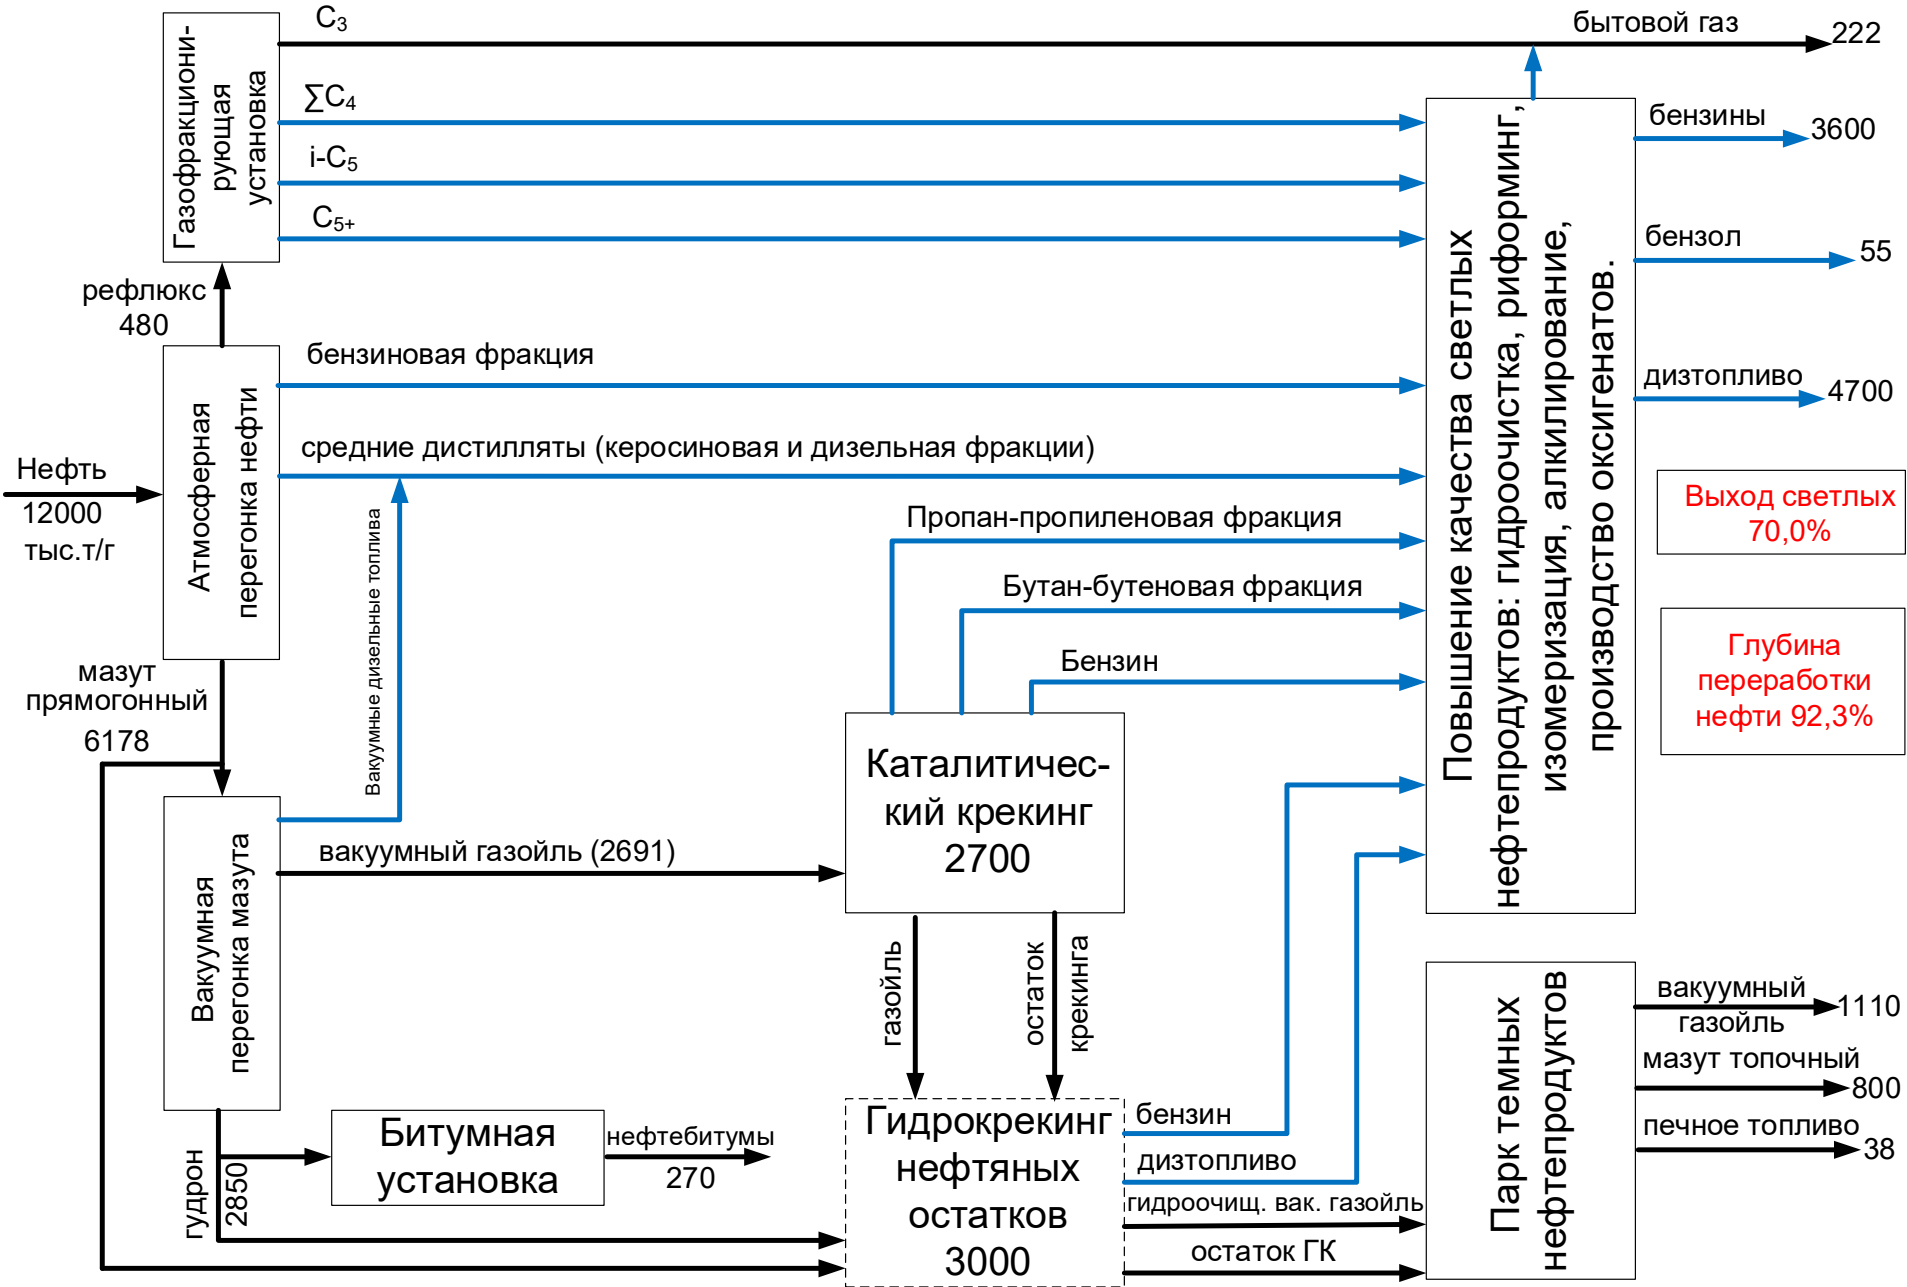 C3
бытовой газ
222
Газофракциони-
рующая
установка
∑C4
i-C5
C5+
бензины
3600
бензол
55
дизтопливо
4700
Повышение качества светлых
нефтепродуктов: гидроочистка, риформинг,
изомеризация, алкилирование,
производство оксигенатов.
рефлюкс
480
Атмосферная
перегонка нефти
бензиновая фракция
средние дистилляты (керосиновая и дизельная фракции)
Нефть
12000
тыс.т/г
Вакуумные дизельные топлива
Пропан-пропиленовая фракция
Бутан-бутеновая фракция
Бензин
Выход светлых
70,0%
Глубина
переработки
нефти 92,3%
мазут
прямогонный
6178
Вакуумная
перегонка мазута
вакуумный газойль (2691)
Каталитичес-
кий крекинг
2700
газойль
остаток
крекинга
гудрон
2850
Битумная
установка
нефтебитумы
270
Гидрокрекинг
нефтяных
остатков
3000
бензин
дизтопливо
гидроочищ. вак. газойль
остаток ГК
Парк темных
нефтепродуктов
вакуумный
газойль
1110
мазут топочный
800
печное топливо
38